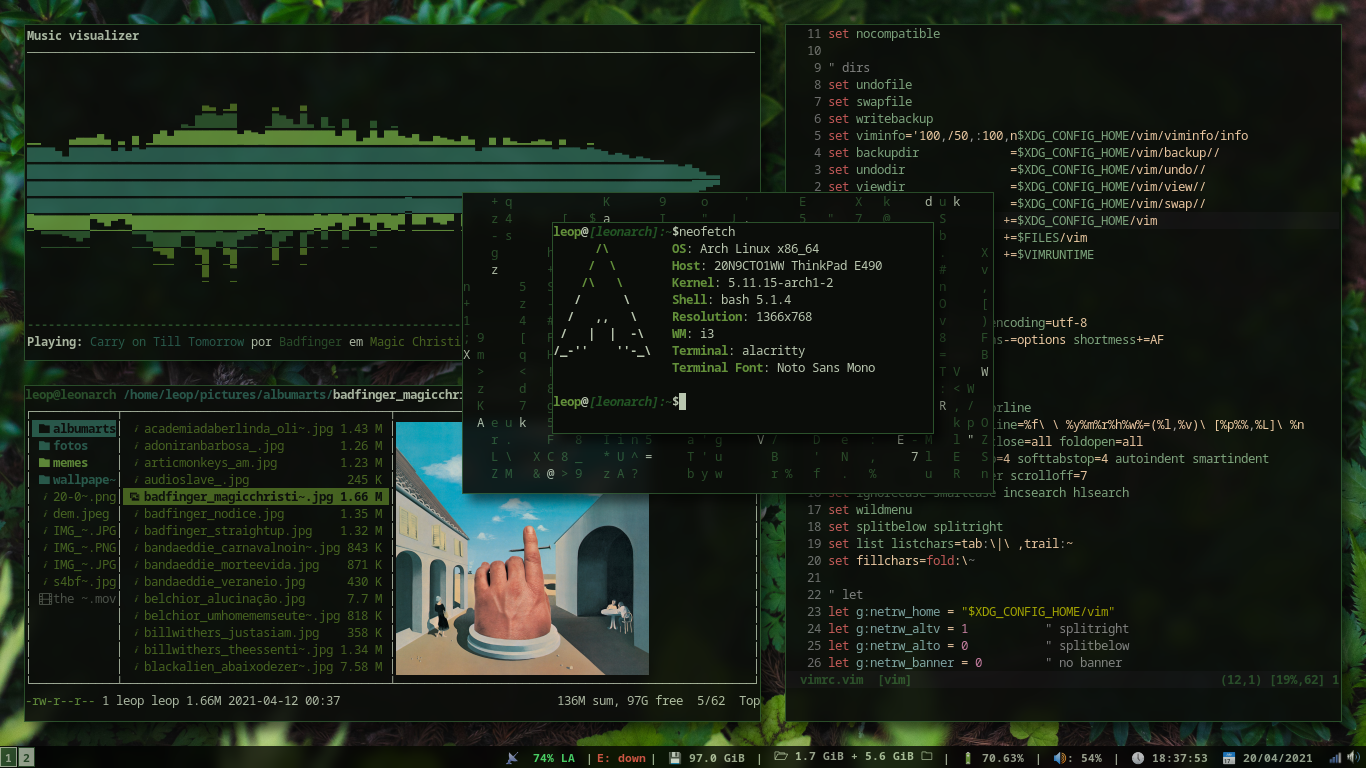 Music visualizer
Playing: Carry on Till Tomorrow por Badfinger em Magic Christi
leop@leonarch /home/leop/pictures/albumarts/badfinger_magicchri
albumarts
fotos
memes
wallpape~
20-0~.png
dem.jpeg
IMG_~.JPG
IMG_~.PNG
IMG_~.JPG
s4bf~.jpg
the ~.mov
academiadaberlinda_oli~.jpg 1.43 M
adoniranbarbosa_.jpg 1.26 M
articmonkeys_am.jpg 1.23 M
audioslave_.jpg 245 K
badfinger_magicchristi~.jpg 1.66 M
badfinger_nodice.jpg 1.35 M
badfinger_straightup.jpg 1.32 M
bandaeddie_carnavalnoin~.jpg 843 K
bandaeddie_morteevida.jpg 871 K
bandaeddie_veraneio.jpg 430 K
belchior_alucinação.jpg 7.7 M
belchior_umhomememseute~.jpg 818 K
billwithers_justasiam.jpg 358 K
billwithers_theessenti~.jpg 1.34 M
blackalien_abaixodezer~.jpg 7.58 M
-rw-r--r-- 1 leop leop 1.66M 2021-04-12 00:37 136M sum, 97G free 5/62 Top
leop@[leonarch]:~$neofetch
OS: Arch Linux x86_64
Host: 20N9CTO1WW ThinkPad E490
Kernel: 5.11.15-arch1-2
Shell: bash 5.1.4
Resolution: 1366x768
WM: i3
Terminal: alacritty
Terminal Font: Noto Sans Mono
leop@[leonarch]:~$
11 set nocompatible
10
9 " dirs
8 set undofile
7 set swapfile
6 set writebackup
5 set viminfo='100,/50,:100,n$XDG_CONFIG_HOME/vim/viminfo/info
4 set backupdir =$XDG_CONFIG_HOME/vim/backup//
3 set undodir =$XDG_CONFIG_HOME/vim/undo//
2 set viewdir =$XDG_CONFIG_HOME/vim/view//
=$XDG_CONFIG_HOME/vim/swap//
+=$XDG_CONFIG_HOME/vim
+=$FILES/vim
+=$VIMRUNTIME
encoding=utf-8
s-=options shortmess+=AF
orline
line=%f\ \ %y%m%r%h%w%=(%l,%v)\ [%p%%,%L]\ %n
close=all foldopen=all
=4 softtabstop=4 autoindent smartindent
r scrolloff=7
16 set ignorecase smartcase incsearch hlsearch
17 set wildmenu
18 set splitbelow splitright
19 set list listchars=tab:\|\ ,trail:~
20 set fillchars=fold:\~
21
22 " let
23 let g:netrw_home = "$XDG_CONFIG_HOME/vim"
24 let g:netrw_altv = 1 " splitright
25 let g:netrw_alto = 0 " splitbelow
26 let g:netrw_banner = 0 " no banner
vimrc.vim [vim] (12,1) [19%,62] 1
1 2 74% LA | E: down | 97.0 GiB | 1.7 GiB + 5.6 GiB | 70.63% | : 54% | 18:37:53 20/04/2021